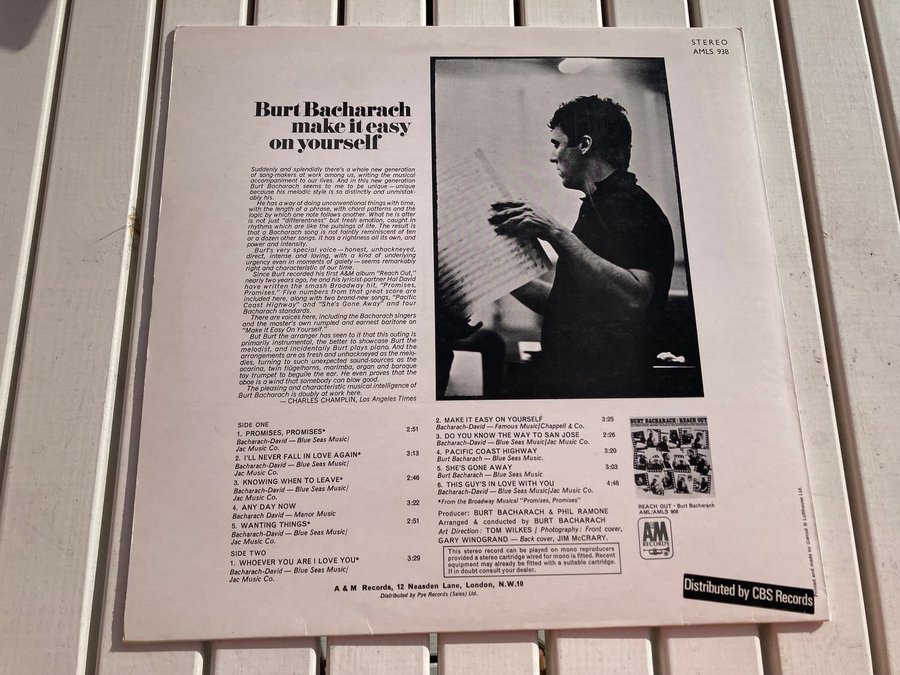 STEREO
AMLS 938
Burt Bacharach
make it easy
on yourself
Suddenly and splendidly there's a whole new generation
of song-makers at work among us, writing the musical
accompaniment to our lives. And in this new generation
Burt Bacharach seems to me to be unique — unique
because his melodic style is so distinctly and unmistak-
ably his.
He has a way of doing unconventional things with time,
with the length of a phrase, with chord patterns and the
logic by which one note follows another. What he is after
is not just "differentness" but fresh emotion, caught in
rhythms which are like the pulsings of life. The result is
that a Bacharach song is not faintly reminiscent of ten
or a dozen other songs. It has a rightness all its own, and
power and intensity.
Burt's very special voice — honest, unhackneyed,
direct, intense and loving, with a kind of underlying
urgency even in moments of gaiety — seems remarkably
right and characteristic of our time.
Since Burt recorded his first A&M album "Reach Out,"
nearly two years ago, he and his lyricist-partner Hal David
have written the smash Broadway hit, "Promises,
Promises." Five numbers from that great score are
included here, along with two brand-new songs, "Pacific
Coast Highway" and "She's Gone Away" and four
Bacharach standards.
There are voices here, including the Bacharach singers
and the master's own rumpled and earnest baritone on
"Make It Easy On Yourself."
But Burt the arranger has seen to it that this outing is
primarily instrumental, the better to showcase Burt the
melodist, and incidentally Burt plays piano. And the
arrangements are as fresh and unhackneyed as the melo-
dies, turning to such unexpected sound-sources as the
ocarina, twin flügelhorns, marimba, organ and baroque
toy trumpet to beguile the ear. He even proves that the
oboe is a wind that somebody can blow good.
The pleasing and characteristic musical intelligence of
Burt Bacharach is doubly at work here.
— CHARLES CHAMPLIN, Los Angeles Times
SIDE ONE
1. PROMISES, PROMISES* 2:51
Bacharach-David — Blue Seas Music/
Jac Music Co.
2. I'LL NEVER FALL IN LOVE AGAIN* 3:13
Bacharach-David — Blue Seas Music/
Jac Music Co.
3. KNOWING WHEN TO LEAVE* 2:46
Bacharach-David — Blue Seas Music/
Jac Music Co.
4. ANY DAY NOW 3:22
Bacharach-David — Manor Music
5. WANTING THINGS* 2:51
Bacharach-David — Blue Seas Music/
Jac Music Co.
SIDE TWO
1. WHOEVER YOU ARE I LOVE YOU* 3:29
Bacharach-David — Blue Seas Music/
Jac Music Co.
2. MAKE IT EASY ON YOURSELF 3:25
Bacharach-David — Famous Music/Chappell & Co.
3. DO YOU KNOW THE WAY TO SAN JOSE 2:26
Bacharach-David — Blue Seas Music/Jac Music Co.
4. PACIFIC COAST HIGHWAY 3:20
Burt Bacharach — Blue Seas Music.
5. SHE'S GONE AWAY 3:03
Burt Bacharach — Blue Seas Music
6. THIS GUY'S IN LOVE WITH YOU 4:46
Bacharach-David — Blue Seas Music/Jac Music Co.
*From the Broadway Musical "Promises, Promises"
Producer: BURT BACHARACH & PHIL RAMONE
Arranged & conducted by BURT BACHARACH
Art Direction: TOM WILKES / Photography: Front cover,
GARY WINOGRAND — Back cover, JIM McCRARY.
This stereo record can be played on mono reproducers
provided a stereo cartridge wired for mono is fitted. Recent
equipment may already be fitted with a suitable cartridge.
If in doubt consult your dealer.
BURT BACHARACH · REACH OUT
REACH OUT · Burt Bacharach
AML/AMLS 908
A&M
RECORDS
A & M Records, 12 Neasden Lane, London, N.W.10
Distributed by Pye Records (Sales) Ltd.
Distributed by CBS Records
Printed and made by Garrod & Lofthouse Ltd.